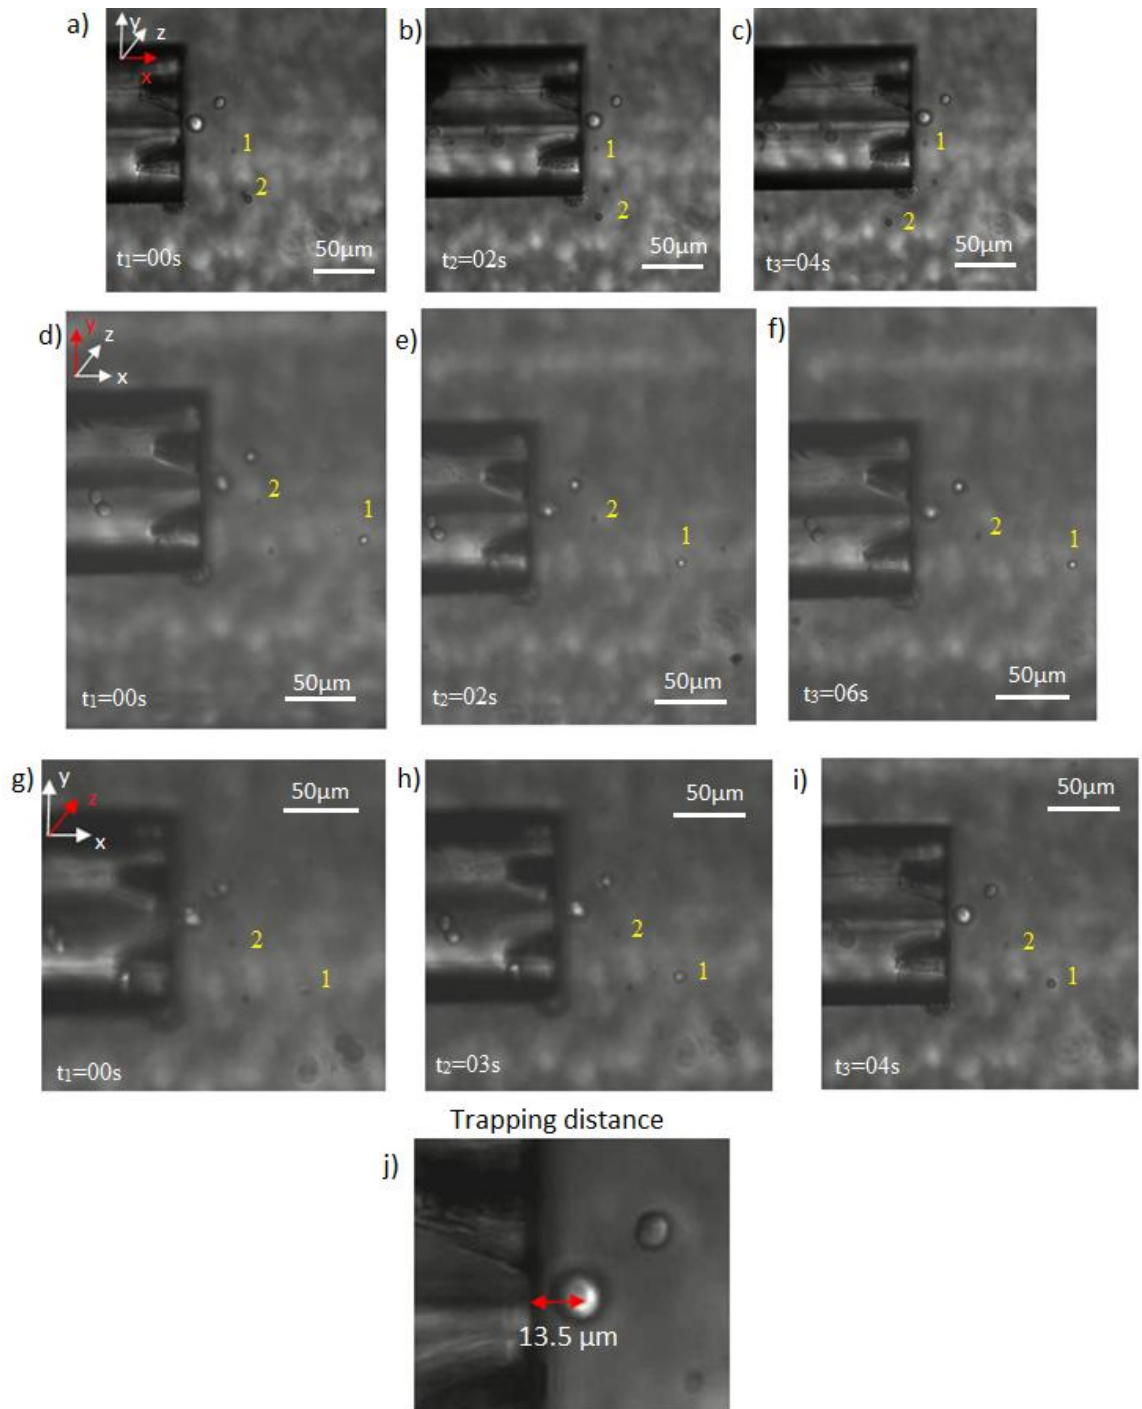 a)
y
z
x
1
2
t₁=00s
50μm
b)
1
2
t₂=02s
50μm
c)
1
2
t₃=04s
50μm
d)
y
z
x
2
1
t₁=00s
50μm
e)
2
1
t₂=02s
50μm
f)
2
1
t₃=06s
50μm
g)
y
z
x
50μm
2
1
t₁=00s
h)
50μm
2
1
t₂=03s
i)
50μm
2
1
t₃=04s
Trapping distance
j)
13.5 μm